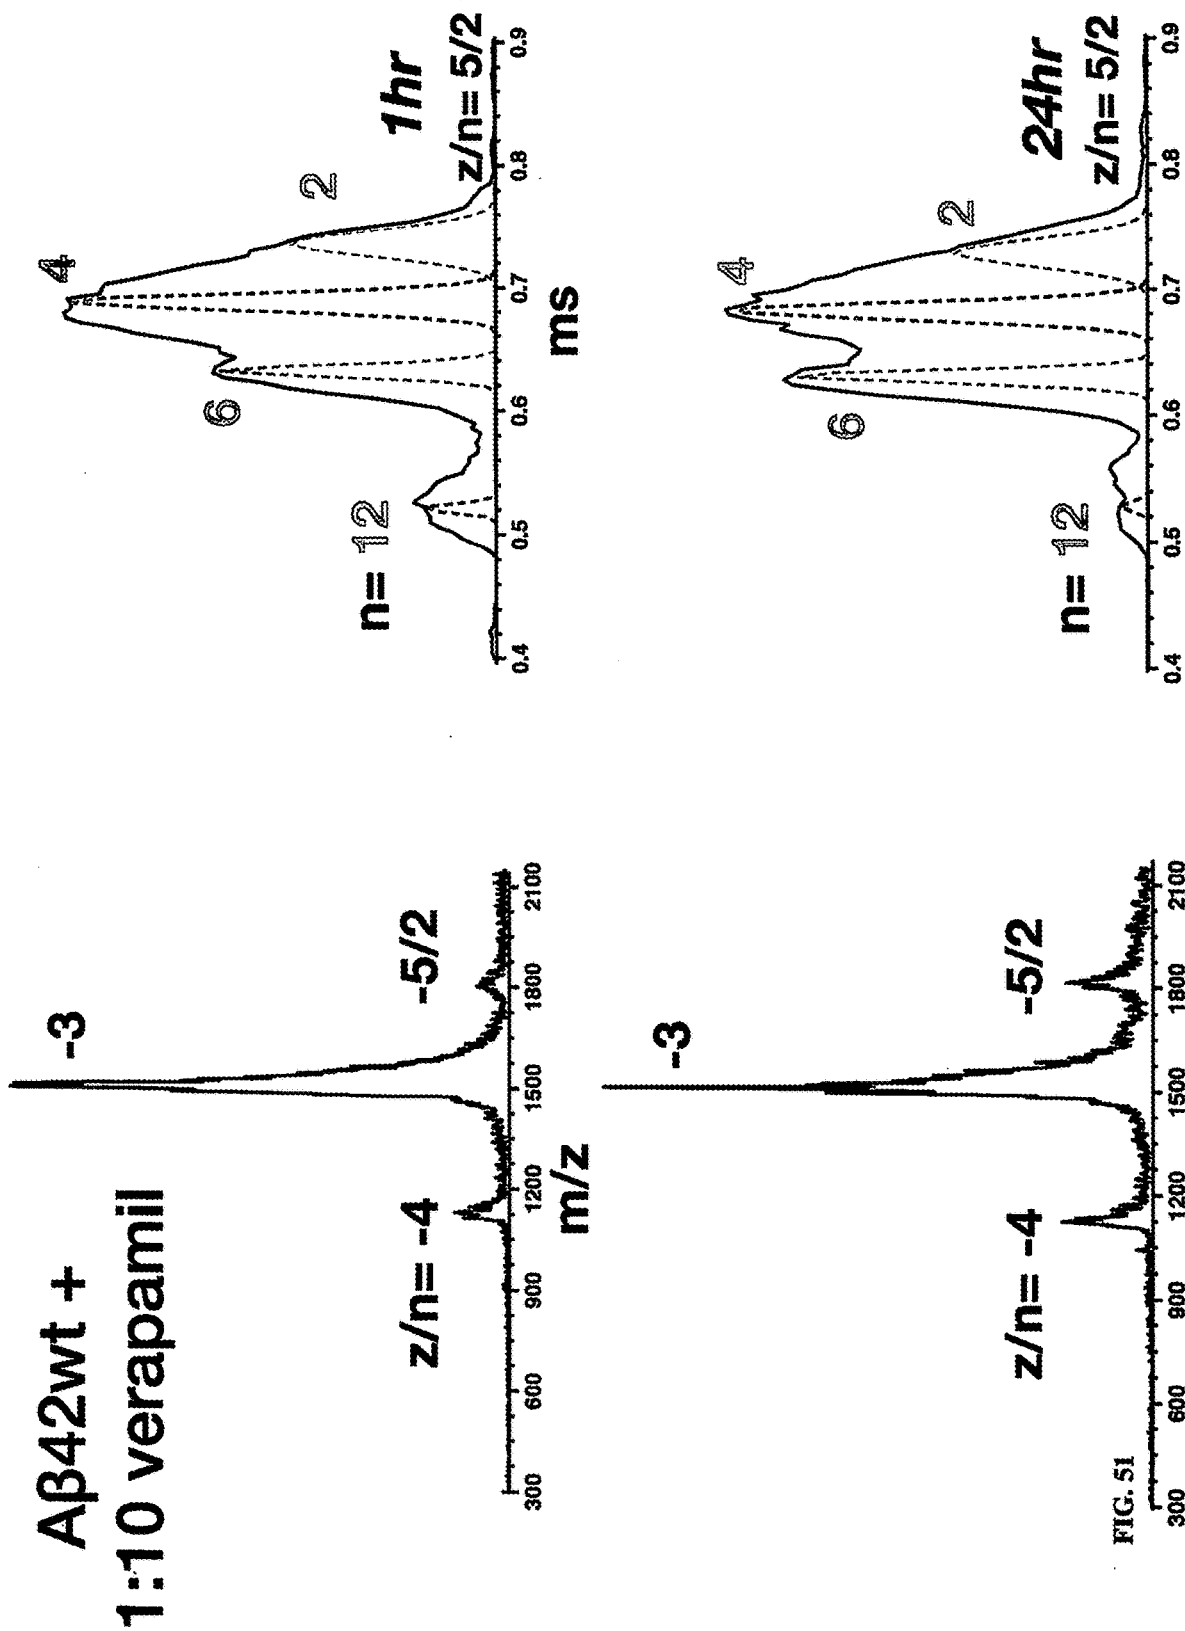 Aβ42wt +
1:10 verapamil
z/n= -4
-3
-5/2
300 600 900 1200 1500 1800 2100
m/z
n= 12
6
4
2
1hr
z/n= 5/2
0.4 0.5 0.6 0.7 0.8 0.9
ms
z/n= -4
-3
-5/2
300 600 900 1200 1500 1800 2100
n= 12
6
4
2
24hr
z/n= 5/2
0.4 0.5 0.6 0.7 0.8 0.9
FIG. 51